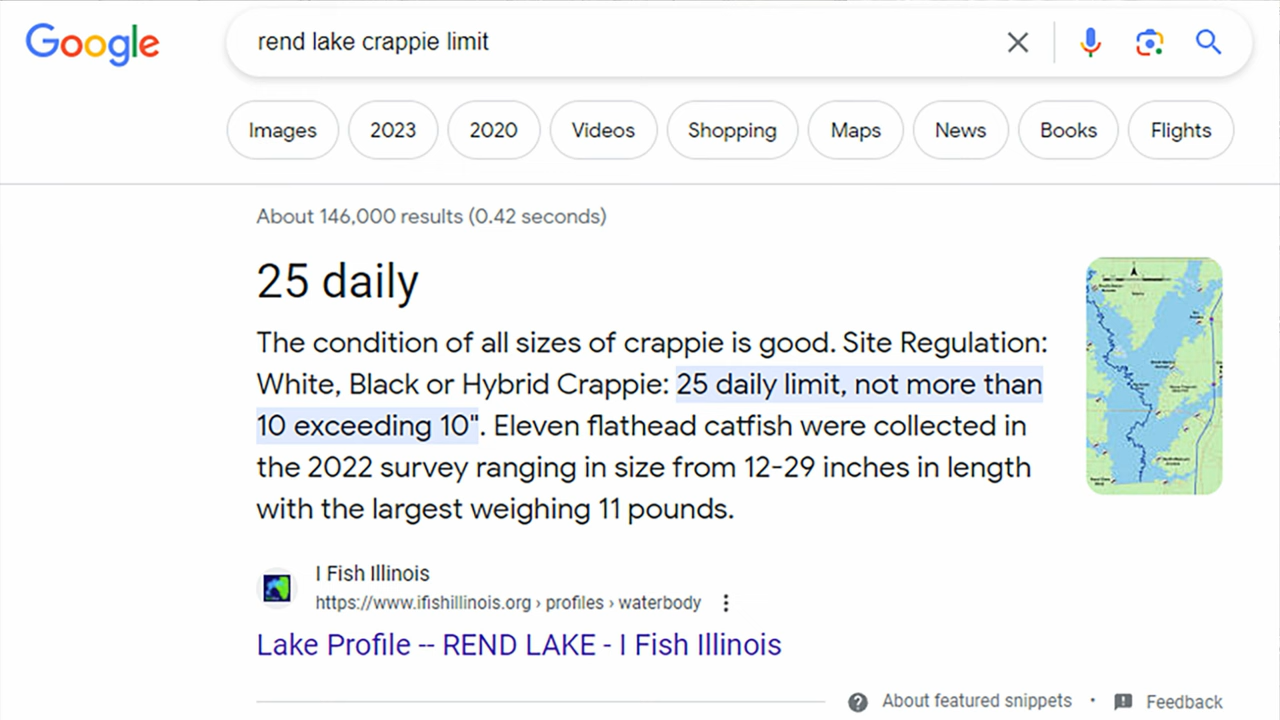 Google
rend lake crappie limit
Images 2023 2020 Videos Shopping Maps News Books Flights
About 146,000 results (0.42 seconds)
25 daily
The condition of all sizes of crappie is good. Site Regulation:
White, Black or Hybrid Crappie: 25 daily limit, not more than
10 exceeding 10". Eleven flathead catfish were collected in
the 2022 survey ranging in size from 12-29 inches in length
with the largest weighing 11 pounds.
I Fish Illinois
https://www.ifishillinois.org › profiles › waterbody
Lake Profile -- REND LAKE - I Fish Illinois
About featured snippets • Feedback